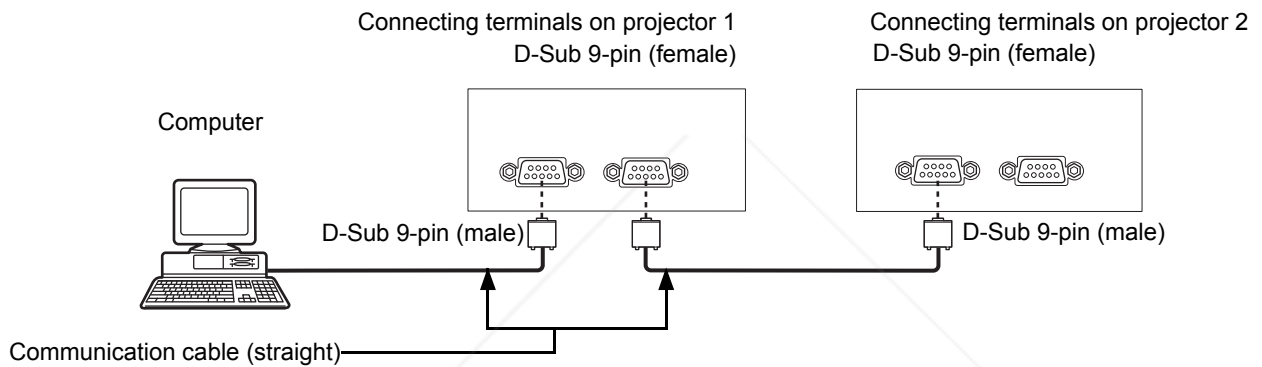 Connecting terminals on projector 1
D-Sub 9-pin (female)
Connecting terminals on projector 2
D-Sub 9-pin (female)
Computer
D-Sub 9-pin (male)
D-Sub 9-pin (male)
Communication cable (straight)